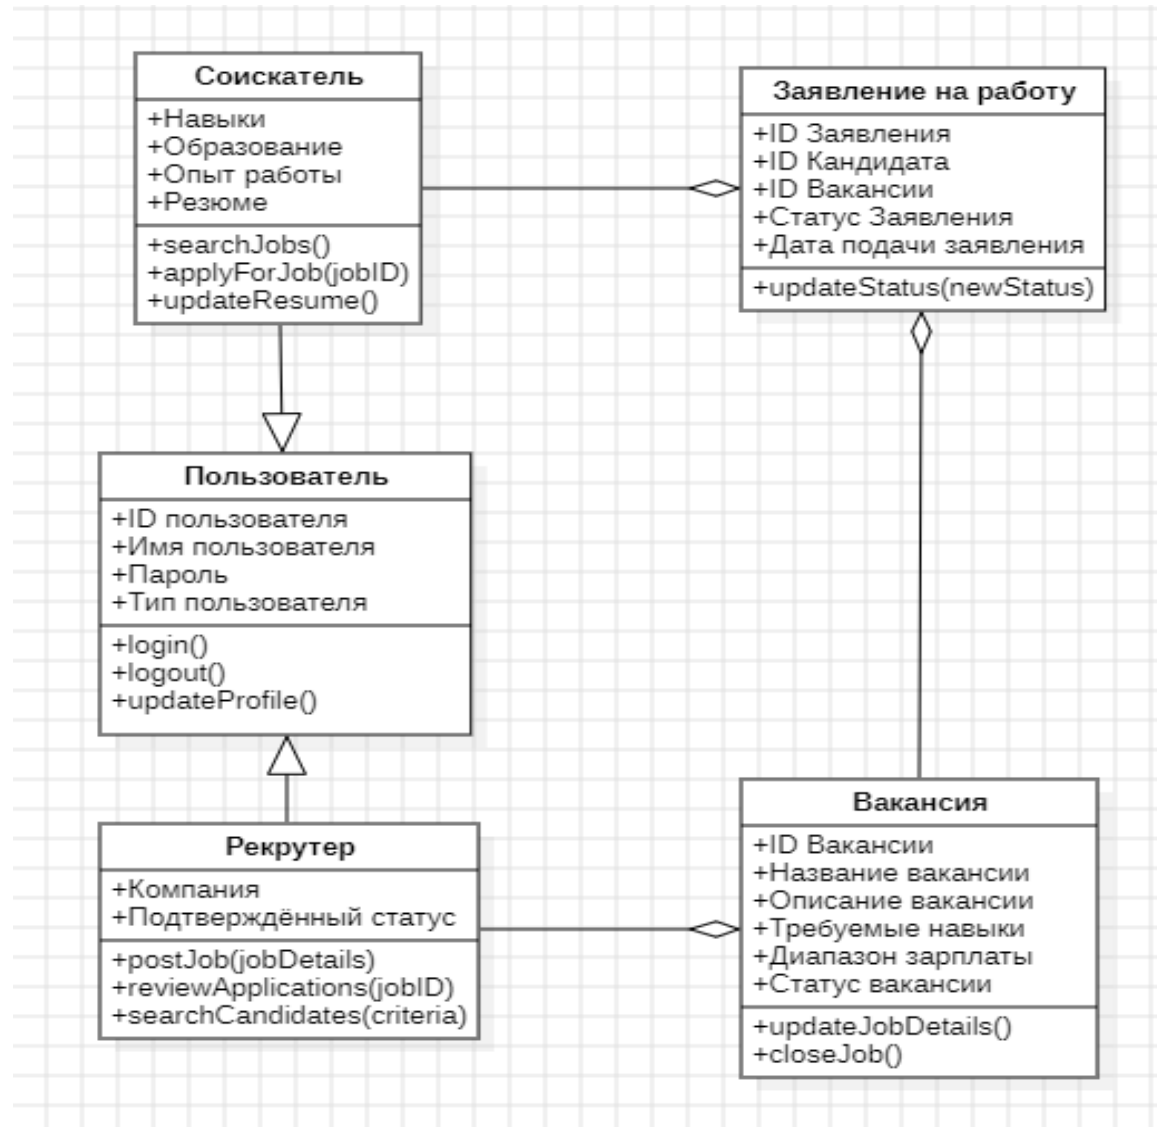 Соискатель
+Навыки
+Образование
+Опыт работы
+Резюме
+searchJobs()
+applyForJob(jobID)
+updateResume()
Заявление на работу
+ID Заявления
+ID Кандидата
+ID Вакансии
+Статус Заявления
+Дата подачи заявления
+updateStatus(newStatus)
Пользователь
+ID пользователя
+Имя пользователя
+Пароль
+Тип пользователя
+login()
+logout()
+updateProfile()
Рекрутер
+Компания
+Подтверждённый статус
+postJob(jobDetails)
+reviewApplications(jobID)
+searchCandidates(criteria)
Вакансия
+ID Вакансии
+Название вакансии
+Описание вакансии
+Требуемые навыки
+Диапазон зарплаты
+Статус вакансии
+updateJobDetails()
+closeJob()